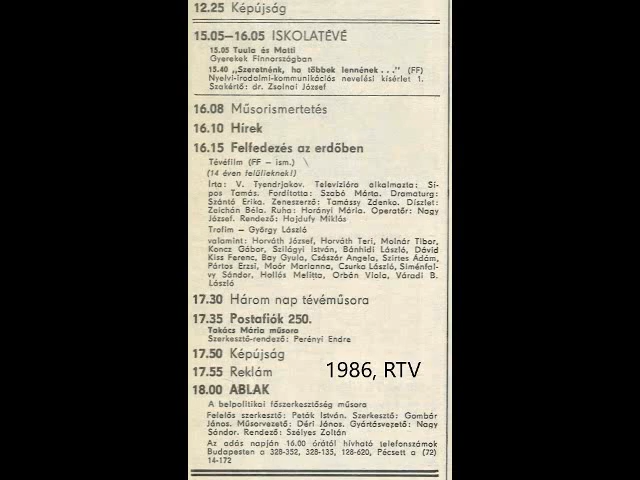 12.25 Képújság
15.05—16.05 ISKOLATÉVÉ
15.05 Tuula és Matti
Gyerekek Finnországban
15.40 „Szeretnénk, ha többek lennének . . ." (FF)
Nyelvi-irodalmi-kommunikációs nevelési kísérlet 1.
Szakértő: dr. Zsolnai József
16.08 Műsorismertetés
16.10 Hírek
16.15 Felfedezés az erdőben
Tévéfilm (FF — ism.)
(14 éven felülieknek!)
Írta: V. Tyendrjakov. Televízióra alkalmazta: Si-
pos Tamás. Fordította: Szabó Mária. Dramaturg:
Szántó Erika. Zeneszerző: Tamássy Zdenko. Díszlet:
Zeichán Béla. Ruha: Horányi Mária. Operatőr: Nagy
József. Rendező: Hajdufy Miklós
Trofim — György László
valamint: Horváth József, Horváth Teri, Molnár Tibor,
Koncz Gábor, Szilágyi István, Bánhidi László, Dávid
Kiss Ferenc, Bay Gyula, Császár Angela, Szirtes Ádám,
Pártos Erzsi, Moór Marianna, Csurka László, Siménfal-
vy Sándor, Hollós Melitta, Orbán Viola, Váradi B.
László
17.30 Három nap tévéműsora
17.35 Postafiók 250.
Takács Mária műsora
Szerkesztő-rendező: Perényi Endre
17.50 Képújság
17.55 Reklám
1986, RTV
18.00 ABLAK
A belpolitikai főszerkesztőség műsora
Felelős szerkesztő: Peták István. Szerkesztő: Gombár
János. Műsorvezető: Déri János. Gyártásvezető: Nagy
Sándor. Rendező: Szélyes Zoltán
Az adás napján 16.00 órától hívható telefonszámok
Budapesten a 328-352, 328-135, 128-620, Pécsett a (72)
14-172